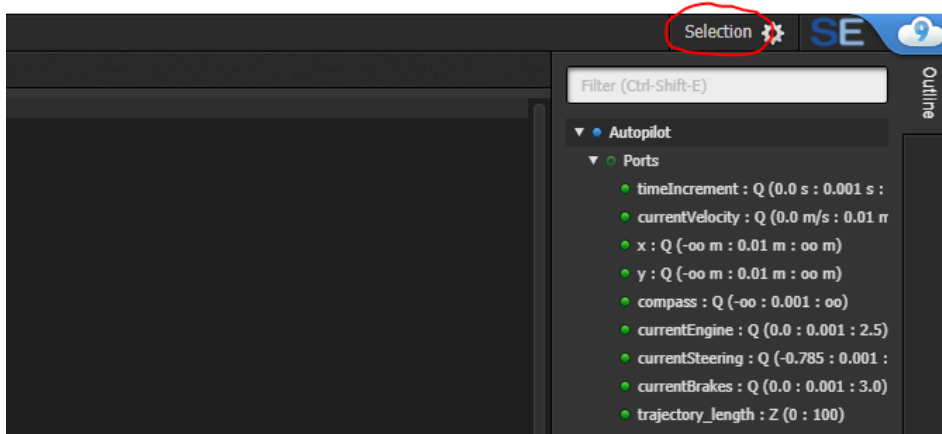 Selection SE 9
Filter (Ctrl-Shift-E)
Outline
Autopilot
Ports
timeIncrement : Q (0.0 s : 0.001 s :
currentVelocity : Q (0.0 m/s : 0.01 m
x : Q (-oo m : 0.01 m : oo m)
y : Q (-oo m : 0.01 m : oo m)
compass : Q (-oo : 0.001 : oo)
currentEngine : Q (0.0 : 0.001 : 2.5)
currentSteering : Q (-0.785 : 0.001 :
currentBrakes : Q (0.0 : 0.001 : 3.0)
trajectory_length : Z (0 : 100)